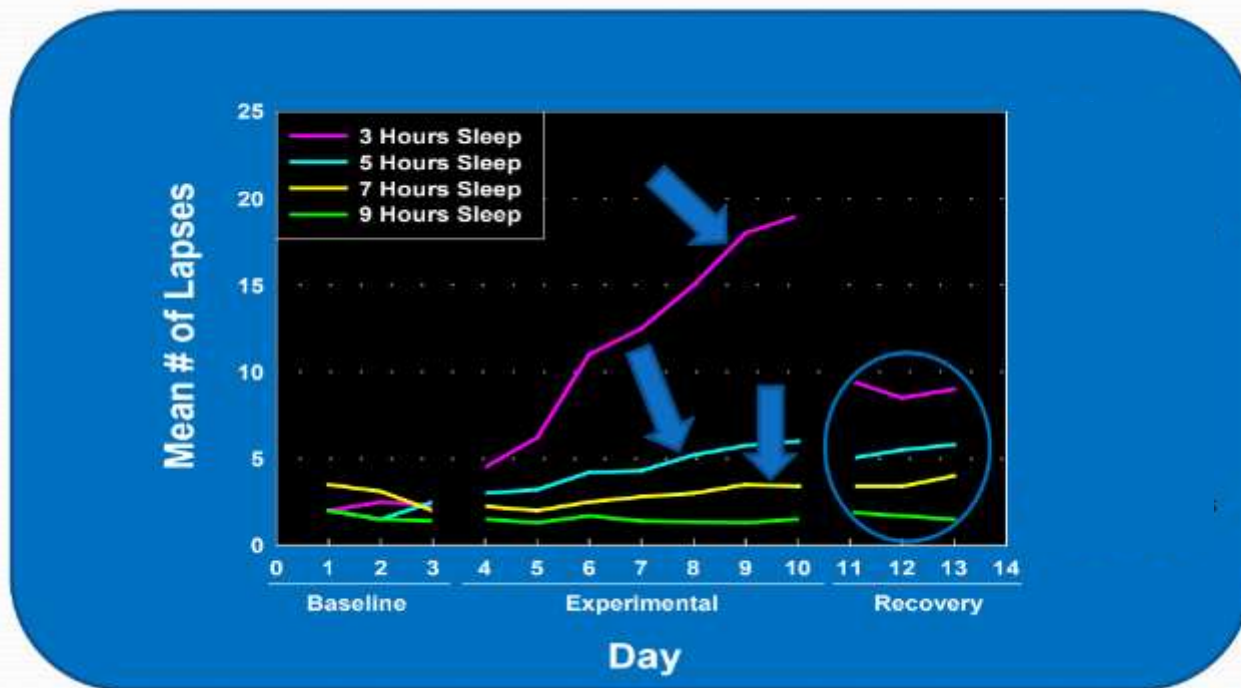 25
20
15
10
5
0
Mean # of Lapses
3 Hours Sleep
5 Hours Sleep
7 Hours Sleep
9 Hours Sleep
0 1 2 3 4 5 6 7 8 9 10 11 12 13 14
Baseline Experimental Recovery
Day